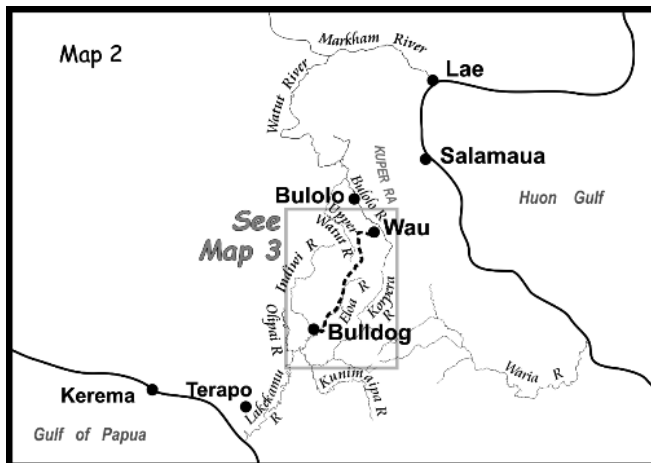 Map 2
Markham River
Lae
Watut River
KUPER RA
Salamaua
Bulolo R
Bulolo
Huon Gulf
See
Map 3
Upper
Watut R
Wau
Indiwi R
Eloa R
Korpera
R
Olipai R
Bulldog
Kunimaipa R
Waria R
Kerema
Terapo
Lakekamu
R
Gulf of Papua